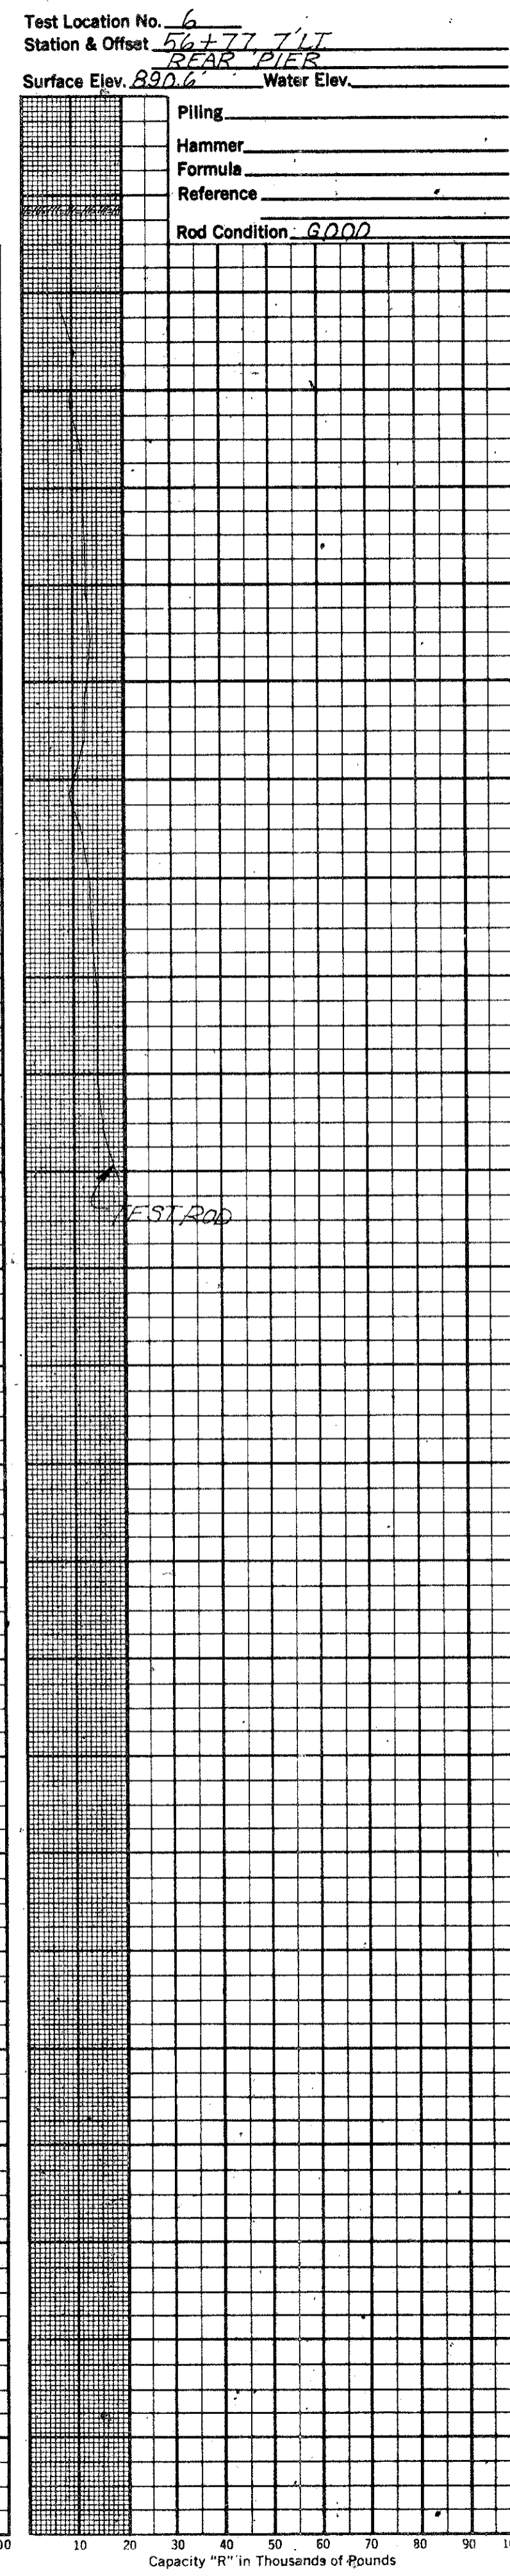 Test Location No. 6
Station & Offset 56+77, 7'LT
REAR PIER
Surface Elev. 890.6' Water Elev.
Piling
Hammer
Formula
Reference
Rod Condition: GOOD
TEST ROD
10 20 30 40 50 60 70 80 90
Capacity "R" in Thousands of Pounds